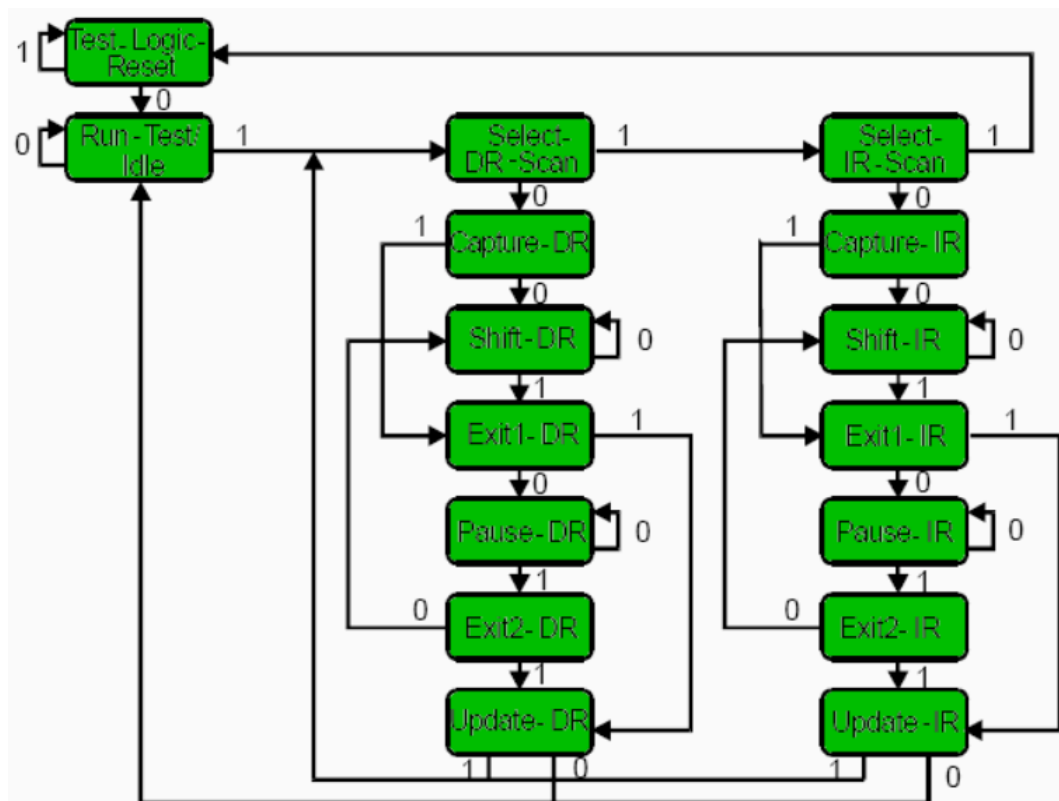 Test-Logic-
Reset
1
0
Run-Test/
Idle
0
1
Select-
DR-Scan
1
Select-
IR-Scan
1
0
0
1
Capture-DR
1
Capture-IR
0
0
Shift-DR
0
Shift-IR
0
1
1
Exit1-DR
1
Exit1-IR
1
0
0
Pause-DR
0
Pause-IR
0
1
1
0
Exit2-DR
0
Exit2-IR
1
1
Update-DR
Update-IR
1
0
1
0